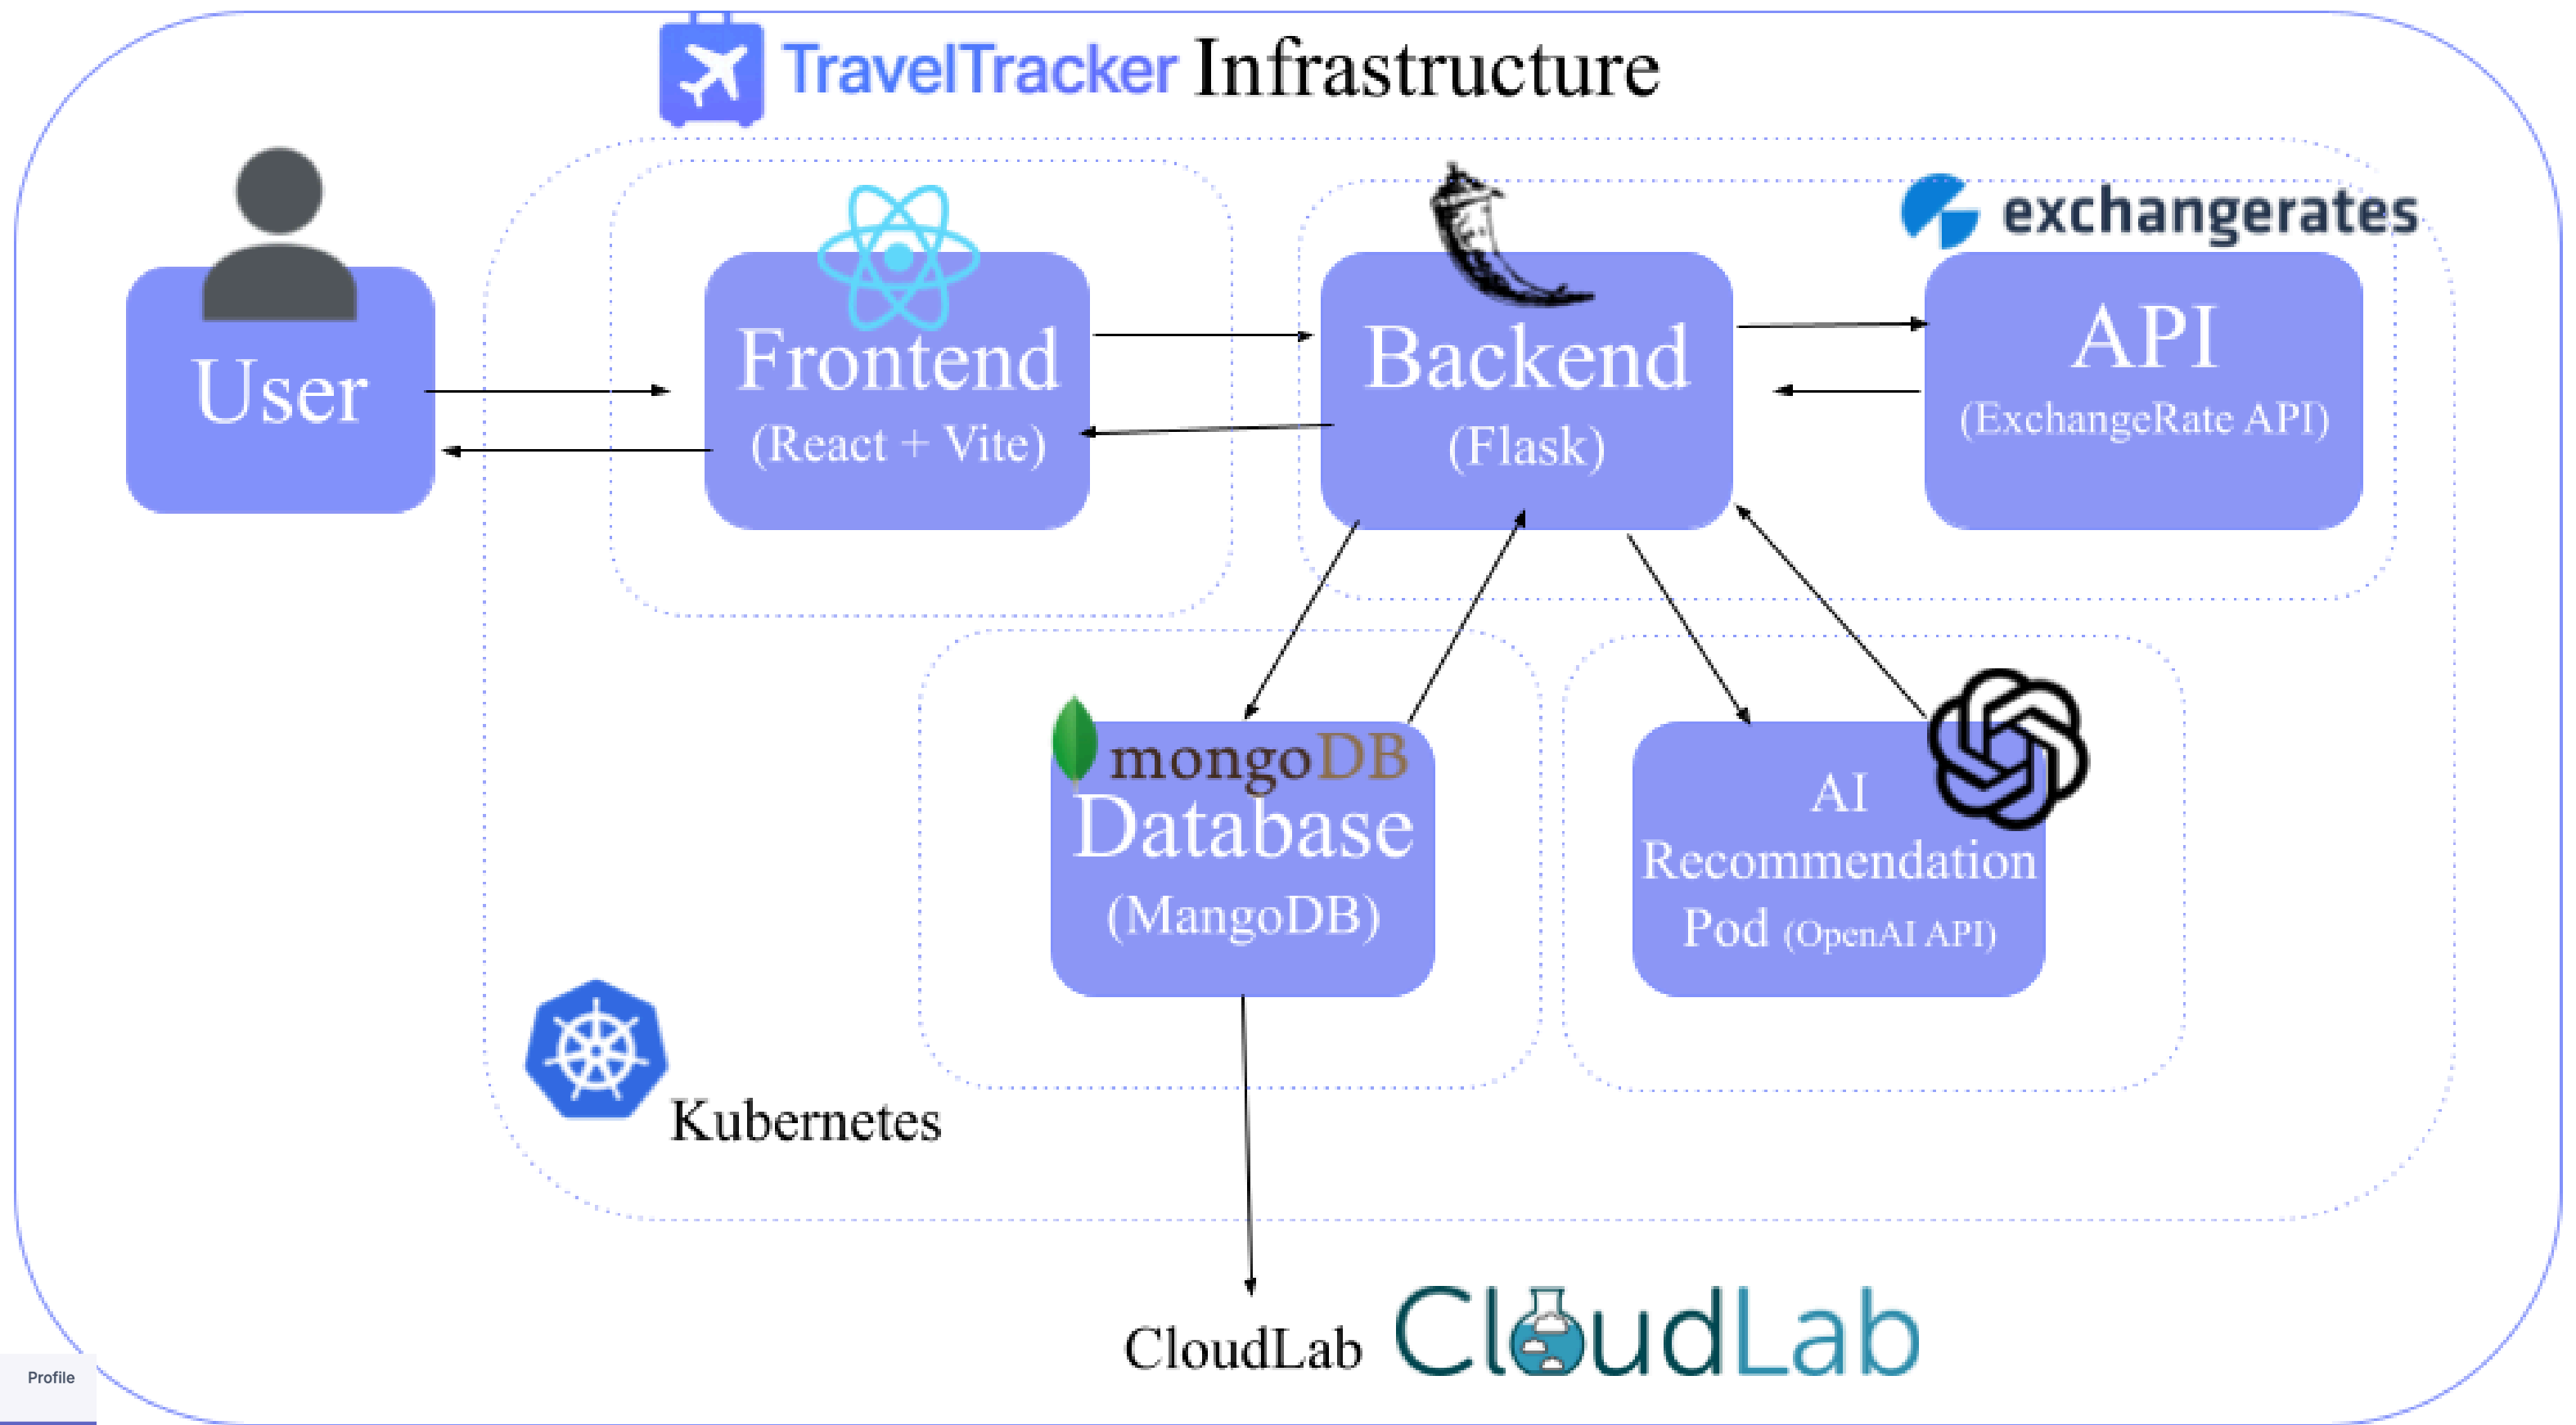 TravelTracker Infrastructure
exchangerates
User
Frontend
(React + Vite)
Backend
(Flask)
API
(ExchangeRate API)
mongoDB
Database
(MangoDB)
AI
Recommendation
Pod (OpenAI API)
Kubernetes
CloudLab CloudLab
Profile